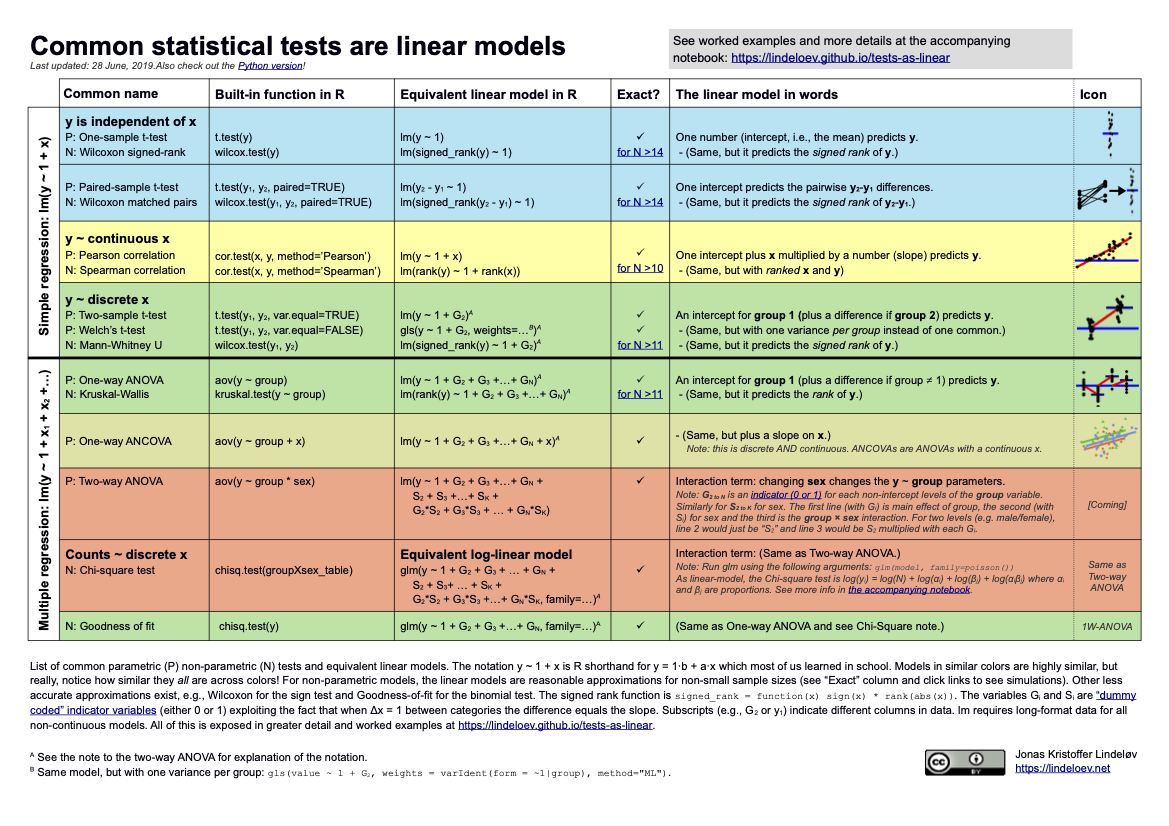 Common statistical tests are linear models
Last updated: 28 June, 2019.Also check out the Python version!
See worked examples and more details at the accompanying
notebook: https://lindeloev.github.io/tests-as-linear
Common name Built-in function in R Equivalent linear model in R Exact? The linear model in words Icon
Simple regression: lm(y ~ 1 + x)
y is independent of x
P: One-sample t-test t.test(y) lm(y ~ 1) ✓ One number (intercept, i.e., the mean) predicts y.
N: Wilcoxon signed-rank wilcox.test(y) lm(signed_rank(y) ~ 1) for N >14 - (Same, but it predicts the signed rank of y.)
P: Paired-sample t-test t.test(y₁, y₂, paired=TRUE) lm(y₂ - y₁ ~ 1) ✓ One intercept predicts the pairwise y₂-y₁ differences.
N: Wilcoxon matched pairs wilcox.test(y₁, y₂, paired=TRUE) lm(signed_rank(y₂ - y₁) ~ 1) for N >14 - (Same, but it predicts the signed rank of y₂-y₁.)
y ~ continuous x
P: Pearson correlation cor.test(x, y, method='Pearson') lm(y ~ 1 + x) ✓ One intercept plus x multiplied by a number (slope) predicts y.
N: Spearman correlation cor.test(x, y, method='Spearman') lm(rank(y) ~ 1 + rank(x)) for N >10 - (Same, but with ranked x and y)
y ~ discrete x
P: Two-sample t-test t.test(y₁, y₂, var.equal=TRUE) lm(y ~ 1 + G₂)ᴬ ✓ An intercept for group 1 (plus a difference if group 2) predicts y.
P: Welch's t-test t.test(y₁, y₂, var.equal=FALSE) gls(y ~ 1 + G₂, weights=…ᴮ)ᴬ ✓ - (Same, but with one variance per group instead of one common.)
N: Mann-Whitney U wilcox.test(y₁, y₂) lm(signed_rank(y) ~ 1 + G₂)ᴬ for N >11 - (Same, but it predicts the signed rank of y.)
Multiple regression: lm(y ~ 1 + x₁ + x₂ +…)
P: One-way ANOVA aov(y ~ group) lm(y ~ 1 + G₂ + G₃ +…+ Gₙ)ᴬ ✓ An intercept for group 1 (plus a difference if group ≠ 1) predicts y.
N: Kruskal-Wallis kruskal.test(y ~ group) lm(rank(y) ~ 1 + G₂ + G₃ +…+ Gₙ)ᴬ for N >11 - (Same, but it predicts the rank of y.)
P: One-way ANCOVA aov(y ~ group + x) lm(y ~ 1 + G₂ + G₃ +…+ Gₙ + x)ᴬ ✓ - (Same, but plus a slope on x.)
Note: this is discrete AND continuous. ANCOVAs are ANOVAs with a continuous x.
P: Two-way ANOVA aov(y ~ group * sex) lm(y ~ 1 + G₂ + G₃ +…+ Gₙ + ✓ Interaction term: changing sex changes the y ~ group parameters.
S₂ + S₃ +…+ Sₖ +
G₂*S₂ + G₃*S₃ + … + Gₙ*Sₖ)
Note: G₂ ₜₒ ₙ is an indicator (0 or 1) for each non-intercept levels of the group variable.
Similarly for S₂ ₜₒ ₖ for sex. The first line (with Gᵢ) is main effect of group, the second (with
Sᵢ) for sex and the third is the group × sex interaction. For two levels (e.g. male/female),
line 2 would just be "S₂" and line 3 would be S₂ multiplied with each Gᵢ.
[Coming]
Counts ~ discrete x Equivalent log-linear model Interaction term: (Same as Two-way ANOVA.)
N: Chi-square test chisq.test(groupXsex_table) glm(y ~ 1 + G₂ + G₃ + … + Gₙ + ✓
S₂ + S₃+ … + Sₖ +
G₂*S₂ + G₃*S₃ +…+ Gₙ*Sₖ, family=…)ᴬ
Note: Run glm using the following arguments: glm(model, family=poisson())
As linear-model, the Chi-square test is log(yᵢ) = log(N) + log(αᵢ) + log(βⱼ) + log(αᵢβⱼ) where αᵢ
and βⱼ are proportions. See more info in the accompanying notebook.
Same as
Two-way
ANOVA
N: Goodness of fit chisq.test(y) glm(y ~ 1 + G₂ + G₃ +…+ Gₙ, family=…)ᴬ ✓ (Same as One-way ANOVA and see Chi-Square note.) 1W-ANOVA
List of common parametric (P) non-parametric (N) tests and equivalent linear models. The notation y ~ 1 + x is R shorthand for y = 1·b + a·x which most of us learned in school. Models in similar colors are highly similar, but
really, notice how similar they all are across colors! For non-parametric models, the linear models are reasonable approximations for non-small sample sizes (see "Exact" column and click links to see simulations). Other less
accurate approximations exist, e.g., Wilcoxon for the sign test and Goodness-of-fit for the binomial test. The signed rank function is signed_rank = function(x) sign(x) * rank(abs(x)). The variables Gᵢ and Sᵢ are "dummy
coded" indicator variables (either 0 or 1) exploiting the fact that when Δx = 1 between categories the difference equals the slope. Subscripts (e.g., G₂ or y₁) indicate different columns in data. lm requires long-format data for all
non-continuous models. All of this is exposed in greater detail and worked examples at https://lindeloev.github.io/tests-as-linear.
ᴬ See the note to the two-way ANOVA for explanation of the notation.
ᴮ Same model, but with one variance per group: gls(value ~ 1 + G₂, weights = varIdent(form = ~1|group), method="ML").
cc BY
Jonas Kristoffer Lindeløv
https://lindeloev.net